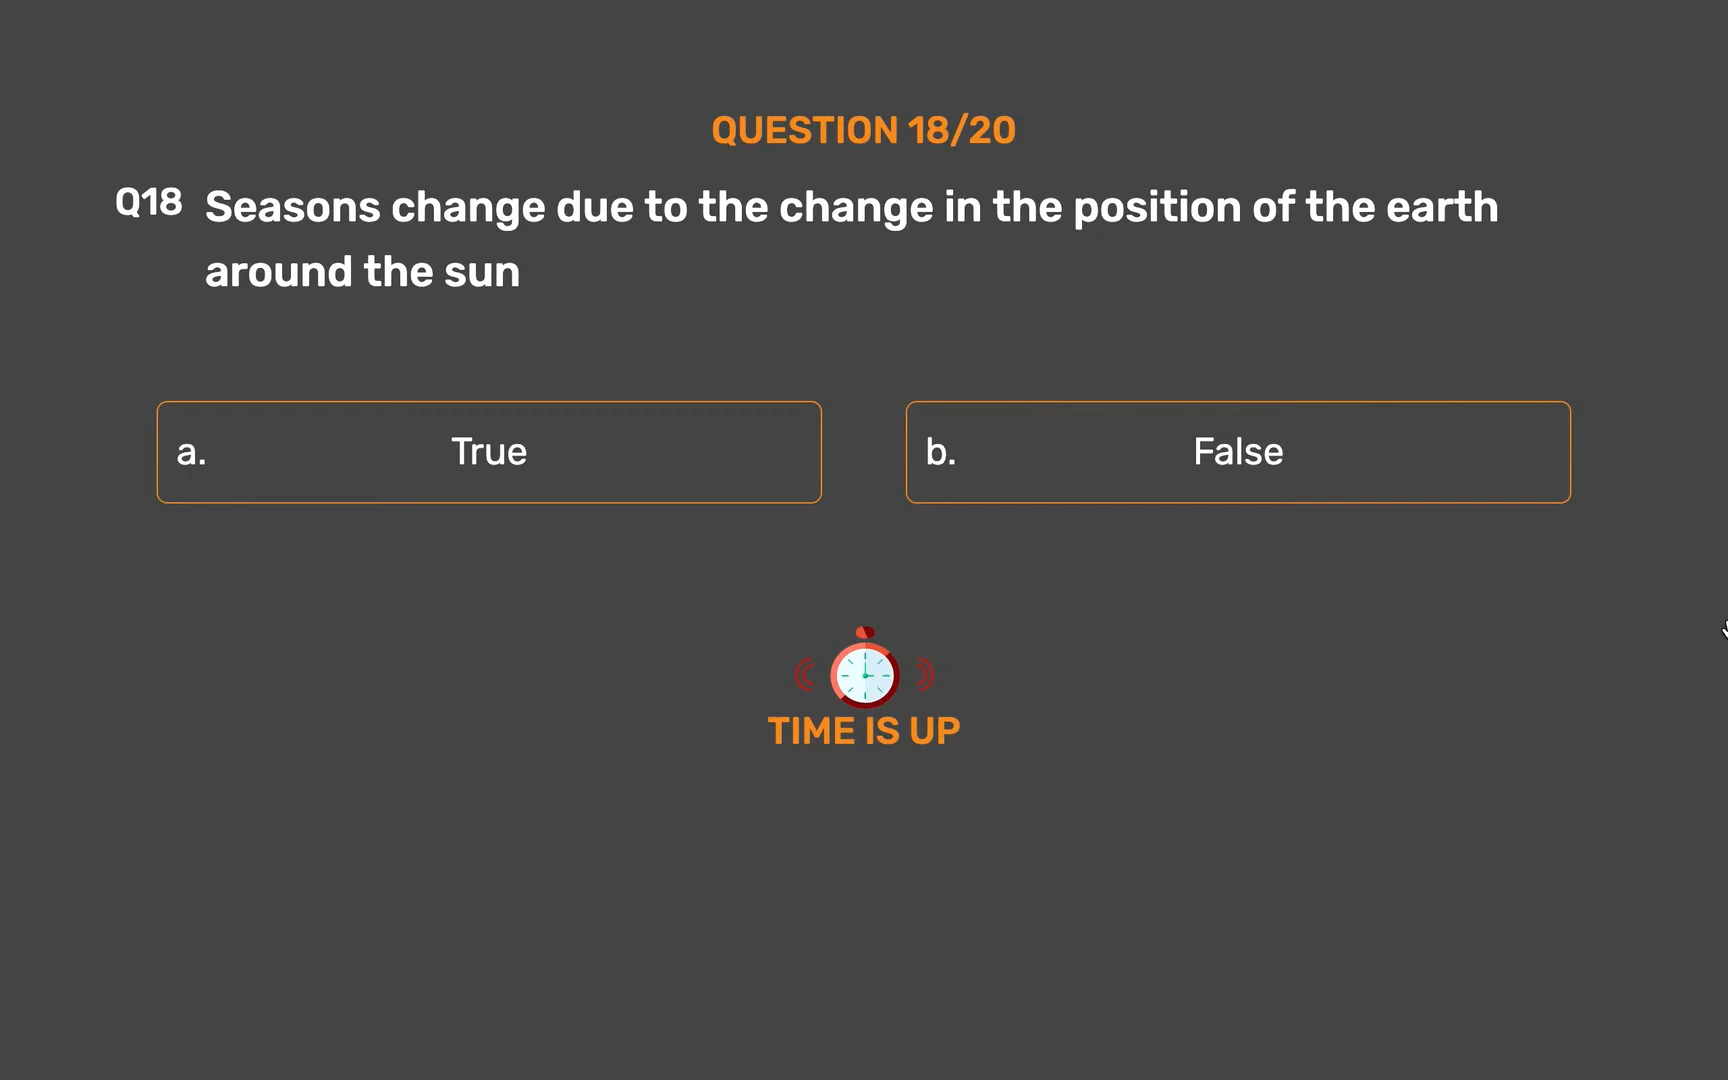 QUESTION 18/20
Q18 Seasons change due to the change in the position of the earth
around the sun
a. True
b. False
TIME IS UP